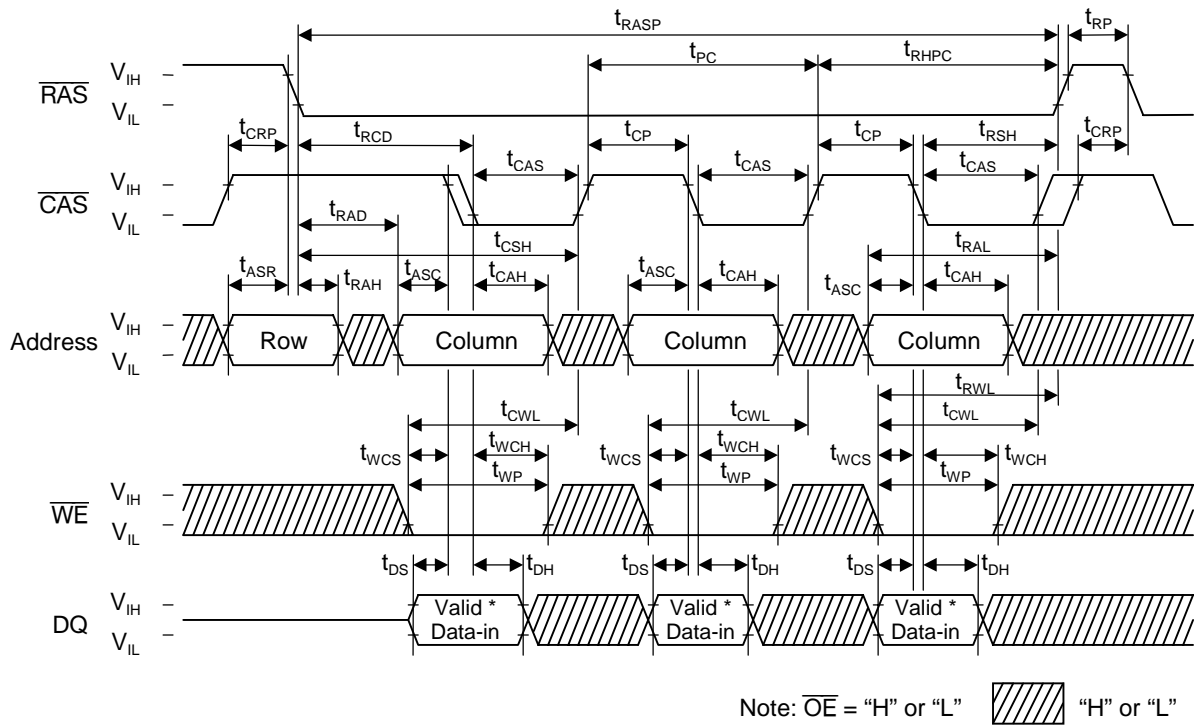 tRASP tRP
tPC tRHPC
RAS VIH VIL
tCRP tRCD tCP tCP tRSH tCRP
tCAS tCAS tCAS
CAS VIH VIL
tRAD
tCSH tRAL
tASR tRAH tASC tCAH tASC tCAH tASC tCAH
Address VIH VIL Row Column Column Column
tRWL
tCWL tCWL tCWL
tWCS tWCH tWCS tWCH tWCS tWCH
tWP tWP tWP
WE VIH VIL
tDS tDH tDS tDH tDS tDH
DQ VIH VIL Valid * Valid * Valid *
Data-in Data-in Data-in
Note: OE = “H” or “L” “H” or “L”